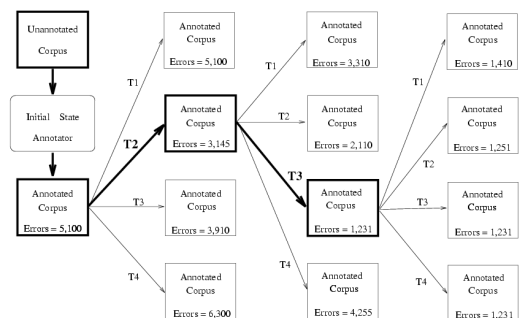 Unannotated
Corpus
Initial State
Annotator
Annotated
Corpus
Errors = 5,100
T1
T2
T3
T4
Annotated
Corpus
Errors = 5,100
Annotated
Corpus
Errors = 3,145
Annotated
Corpus
Errors = 3,910
Annotated
Corpus
Errors = 6,300
T1
T2
T3
T4
Annotated
Corpus
Errors = 3,310
Annotated
Corpus
Errors = 2,110
Annotated
Corpus
Errors = 1,231
Annotated
Corpus
Errors = 4,255
T1
T2
T3
T4
Annotated
Corpus
Errors = 1,410
Annotated
Corpus
Errors = 1,251
Annotated
Corpus
Errors = 1,231
Annotated
Corpus
Errors = 1,231